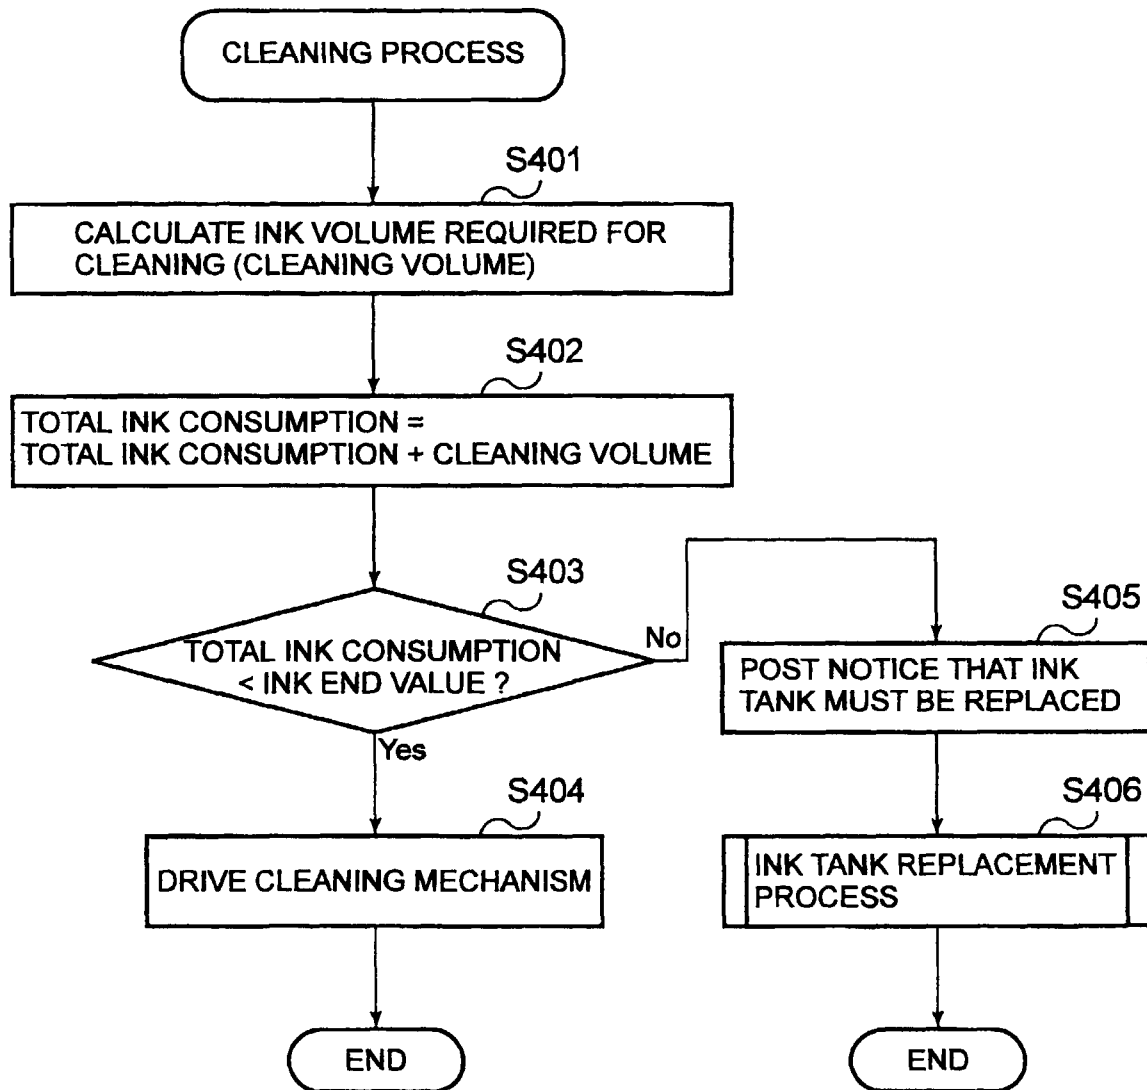 CLEANING PROCESS
S401
CALCULATE INK VOLUME REQUIRED FOR
CLEANING (CLEANING VOLUME)
S402
TOTAL INK CONSUMPTION =
TOTAL INK CONSUMPTION + CLEANING VOLUME
S403
TOTAL INK CONSUMPTION
< INK END VALUE ?
No
Yes
S404
DRIVE CLEANING MECHANISM
END
S405
POST NOTICE THAT INK
TANK MUST BE REPLACED
S406
INK TANK REPLACEMENT
PROCESS
END